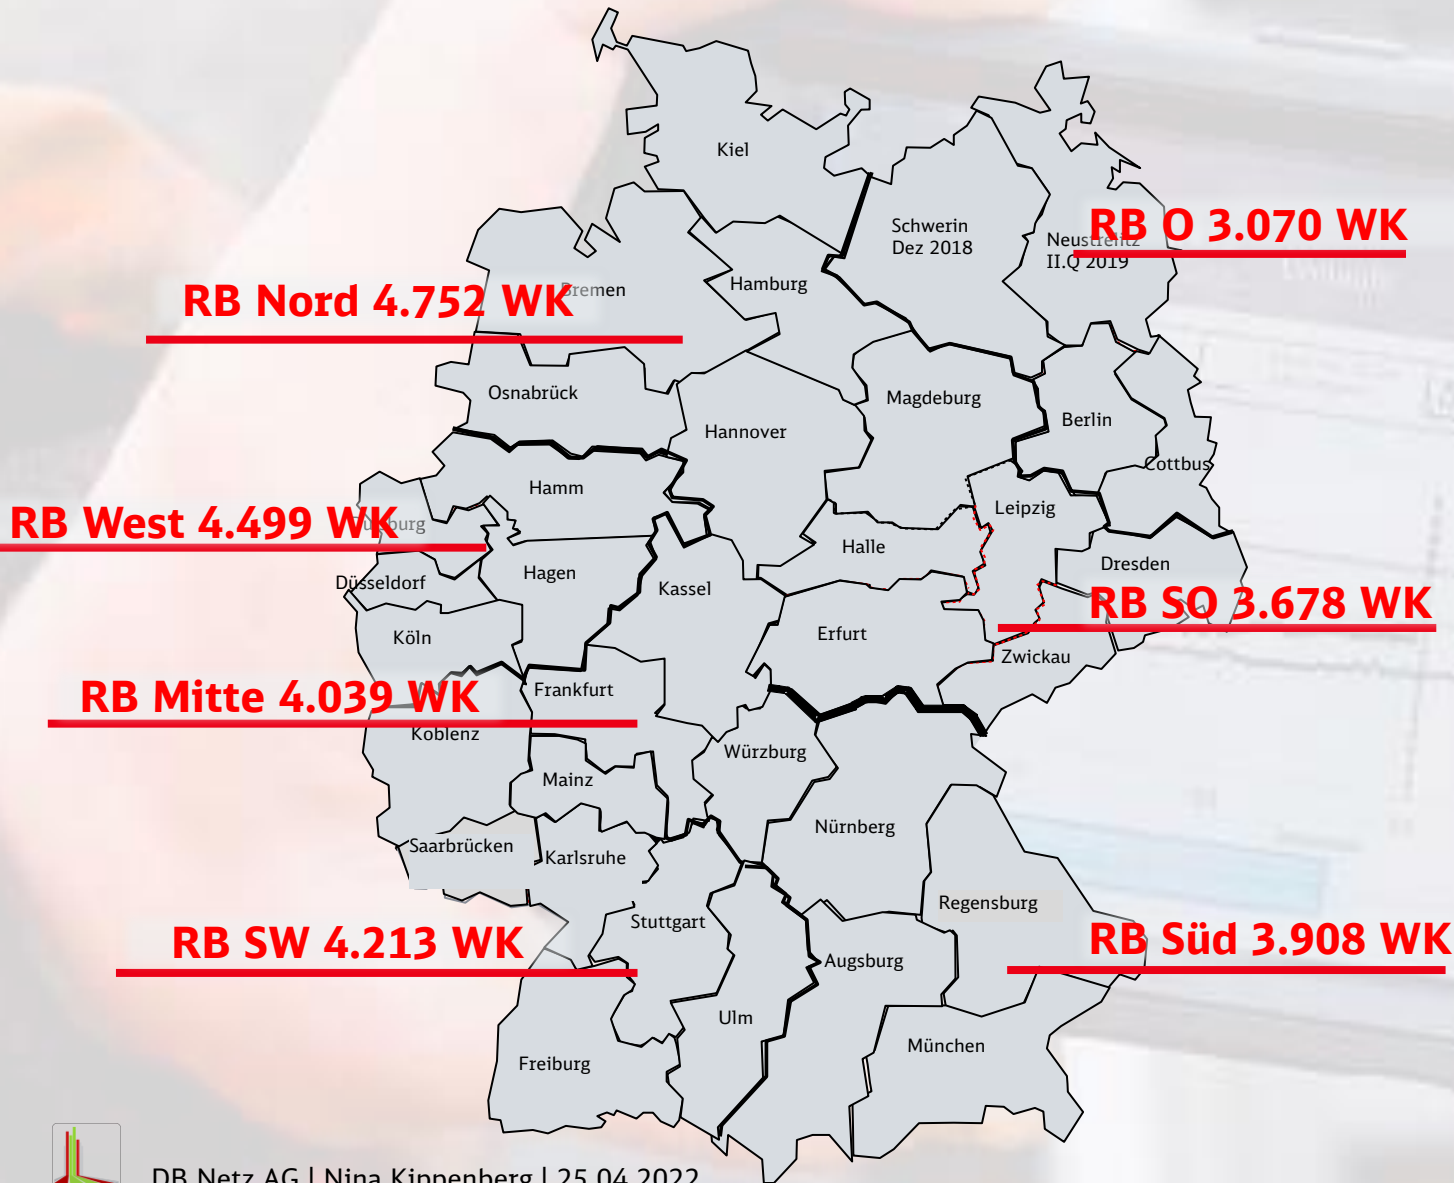 Kiel
Schwerin
Dez 2018
RB O 3.070 WK
Neustrelitz
II.Q 2019
Hamburg
RB Nord 4.752 WK
Bremen
Osnabrück
Magdeburg
Hannover
Berlin
Cottbus
Hamm
Leipzig
RB West 4.499 WK
Halle
Dresden
Hagen
Düsseldorf
Kassel
RB SO 3.678 WK
Köln
Erfurt
Zwickau
RB Mitte 4.039 WK
Frankfurt
Koblenz
Würzburg
Mainz
Nürnberg
Saarbrücken
Karlsruhe
Regensburg
Stuttgart
RB SW 4.213 WK
RB Süd 3.908 WK
Augsburg
Ulm
München
Freiburg
DB Netz AG | Nina Kippenberg | 25.04.2022